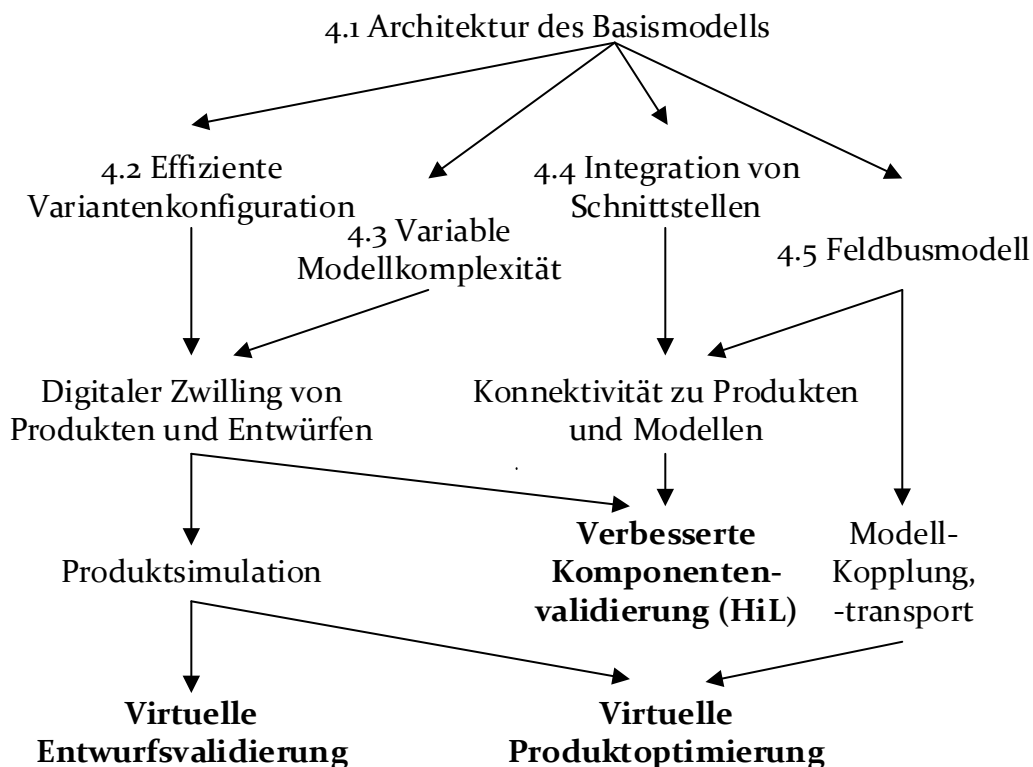 4.1 Architektur des Basismodells
4.2 Effiziente
Variantenkonfiguration
4.3 Variable
Modellkomplexität
4.4 Integration von
Schnittstellen
4.5 Feldbusmodell
Digitaler Zwilling von
Produkten und Entwürfen
Konnektivität zu Produkten
und Modellen
Produktsimulation
Verbesserte
Komponenten-
validierung (HiL)
Modell-
Kopplung,
-transport
Virtuelle
Entwurfsvalidierung
Virtuelle
Produktoptimierung